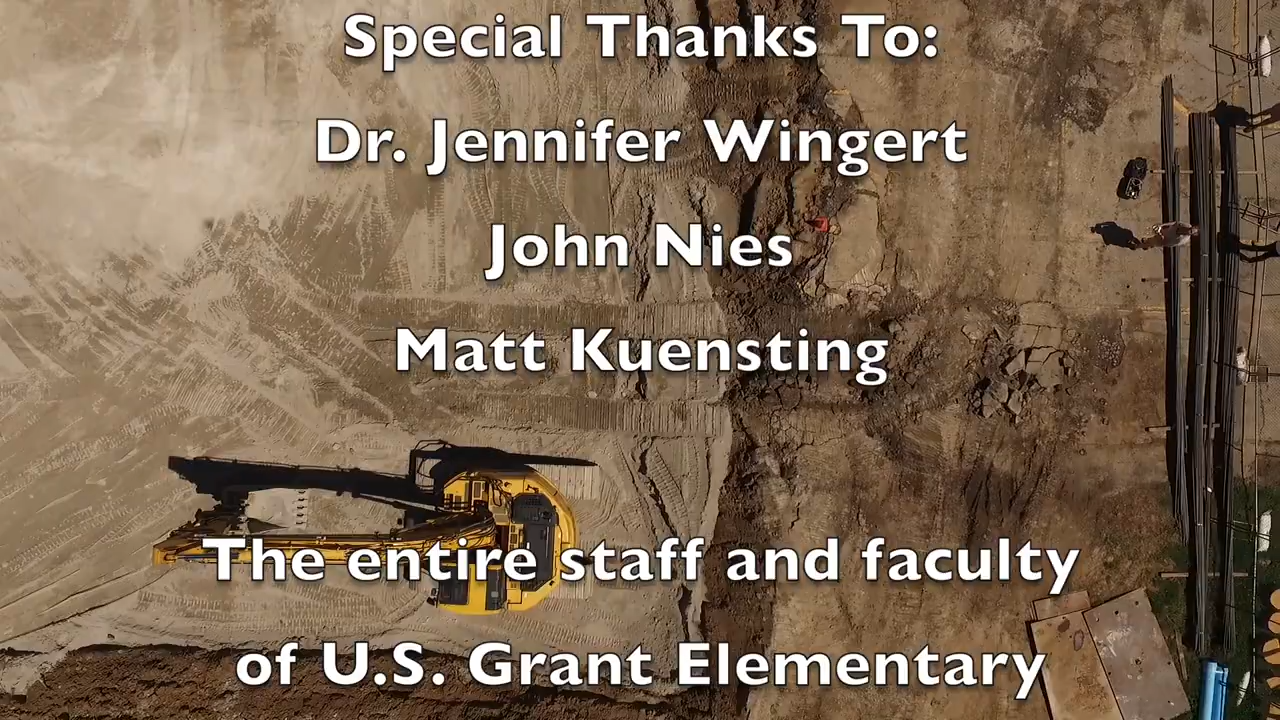 Special Thanks To:
Dr. Jennifer Wingert
John Nies
Matt Kuensting
The entire staff and faculty
of U.S. Grant Elementary